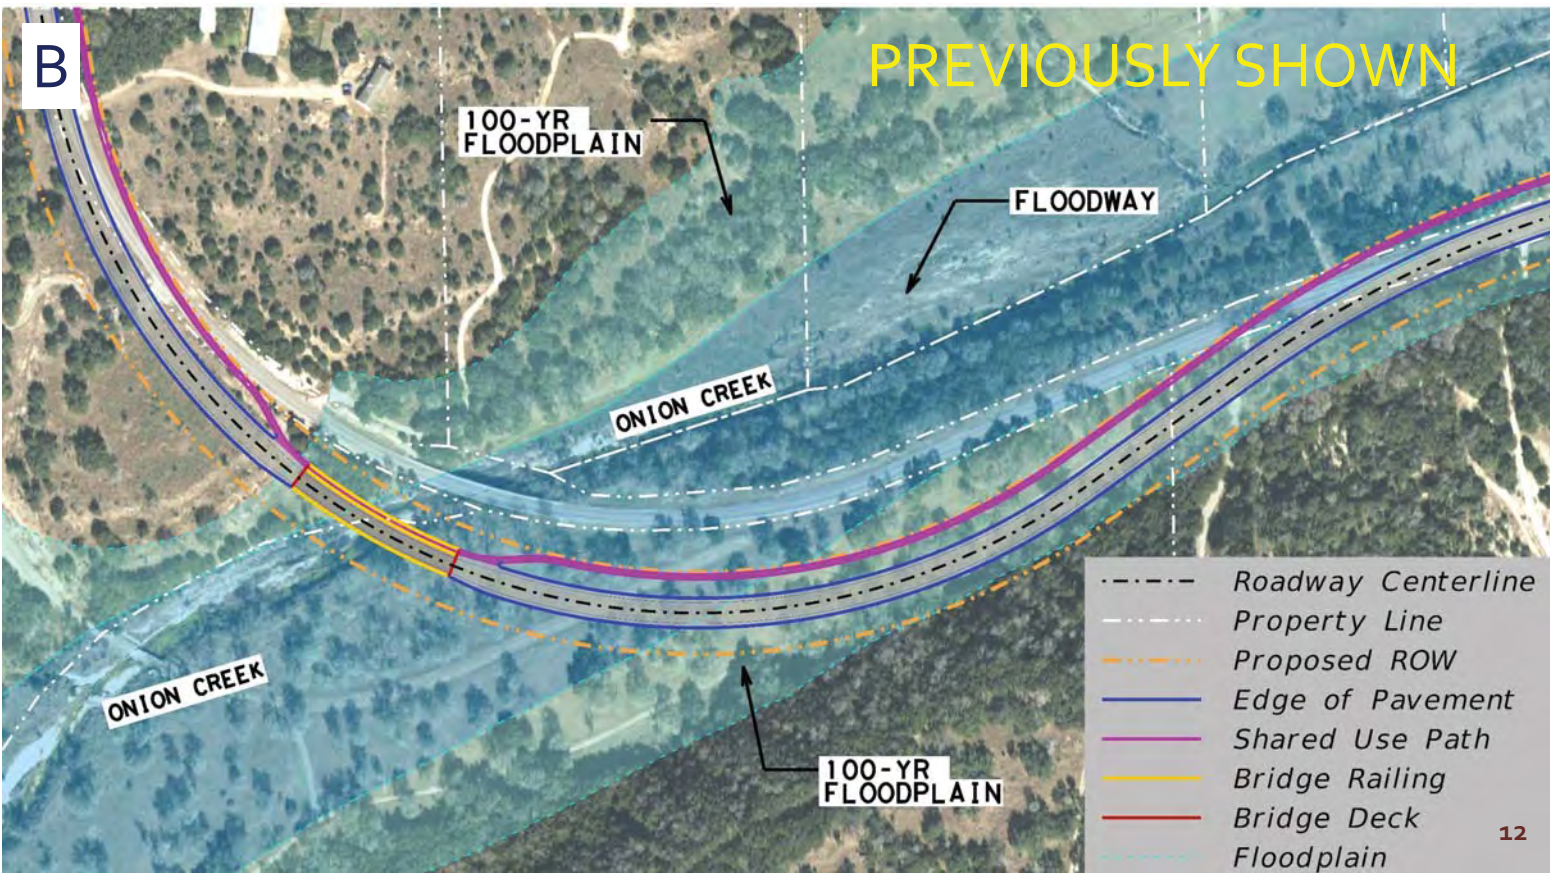 B
PREVIOUSLY SHOWN
100-YR
FLOODPLAIN
FLOODWAY
ONION CREEK
ONION CREEK
100-YR
FLOODPLAIN
Roadway Centerline
Property Line
Proposed ROW
Edge of Pavement
Shared Use Path
Bridge Railing
Bridge Deck
Floodplain
12